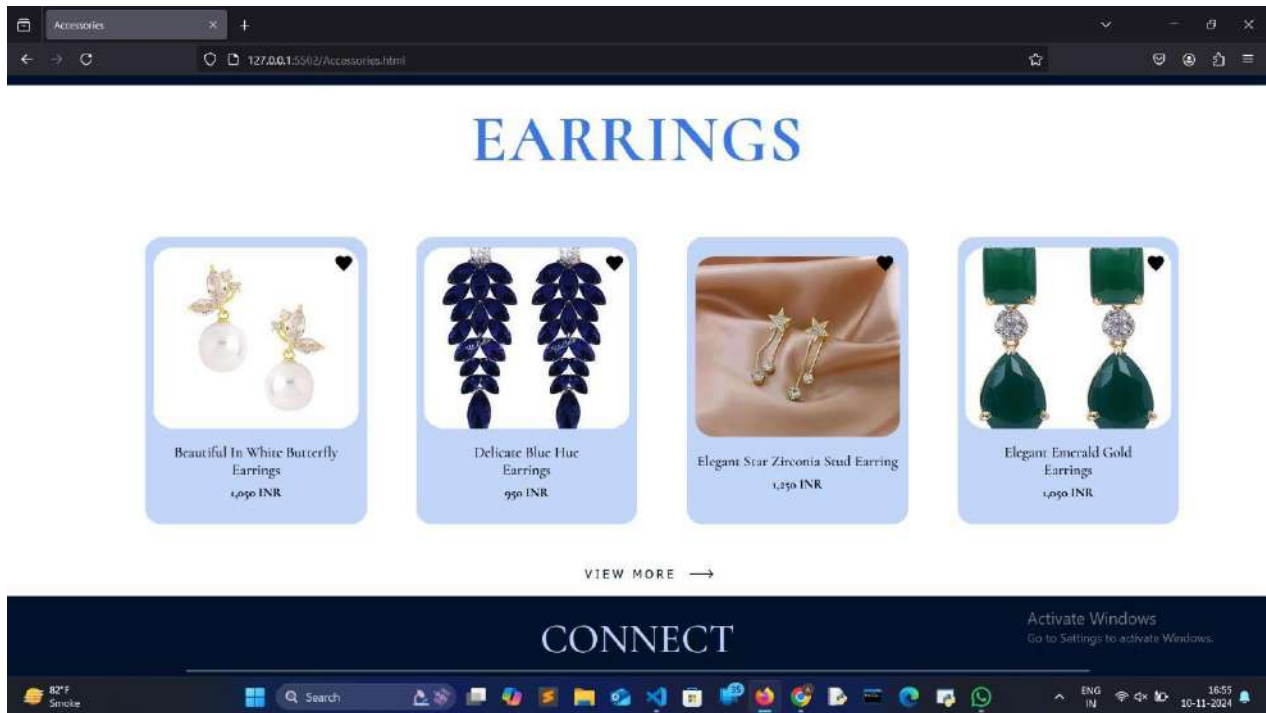 Accessories
127.0.0.1:5502/Accessories.html
EARRINGS
Beautiful In White Butterfly
Earrings
1,050 INR
Delicate Blue Hue
Earrings
950 INR
Elegant Star Zirconia Stud Earring
1,250 INR
Elegant Emerald Gold
Earrings
1,050 INR
VIEW MORE
CONNECT
Activate Windows
Go to Settings to activate Windows.
82°F
Smoke
Search
35
ENG
IN
16:55
10-11-2024